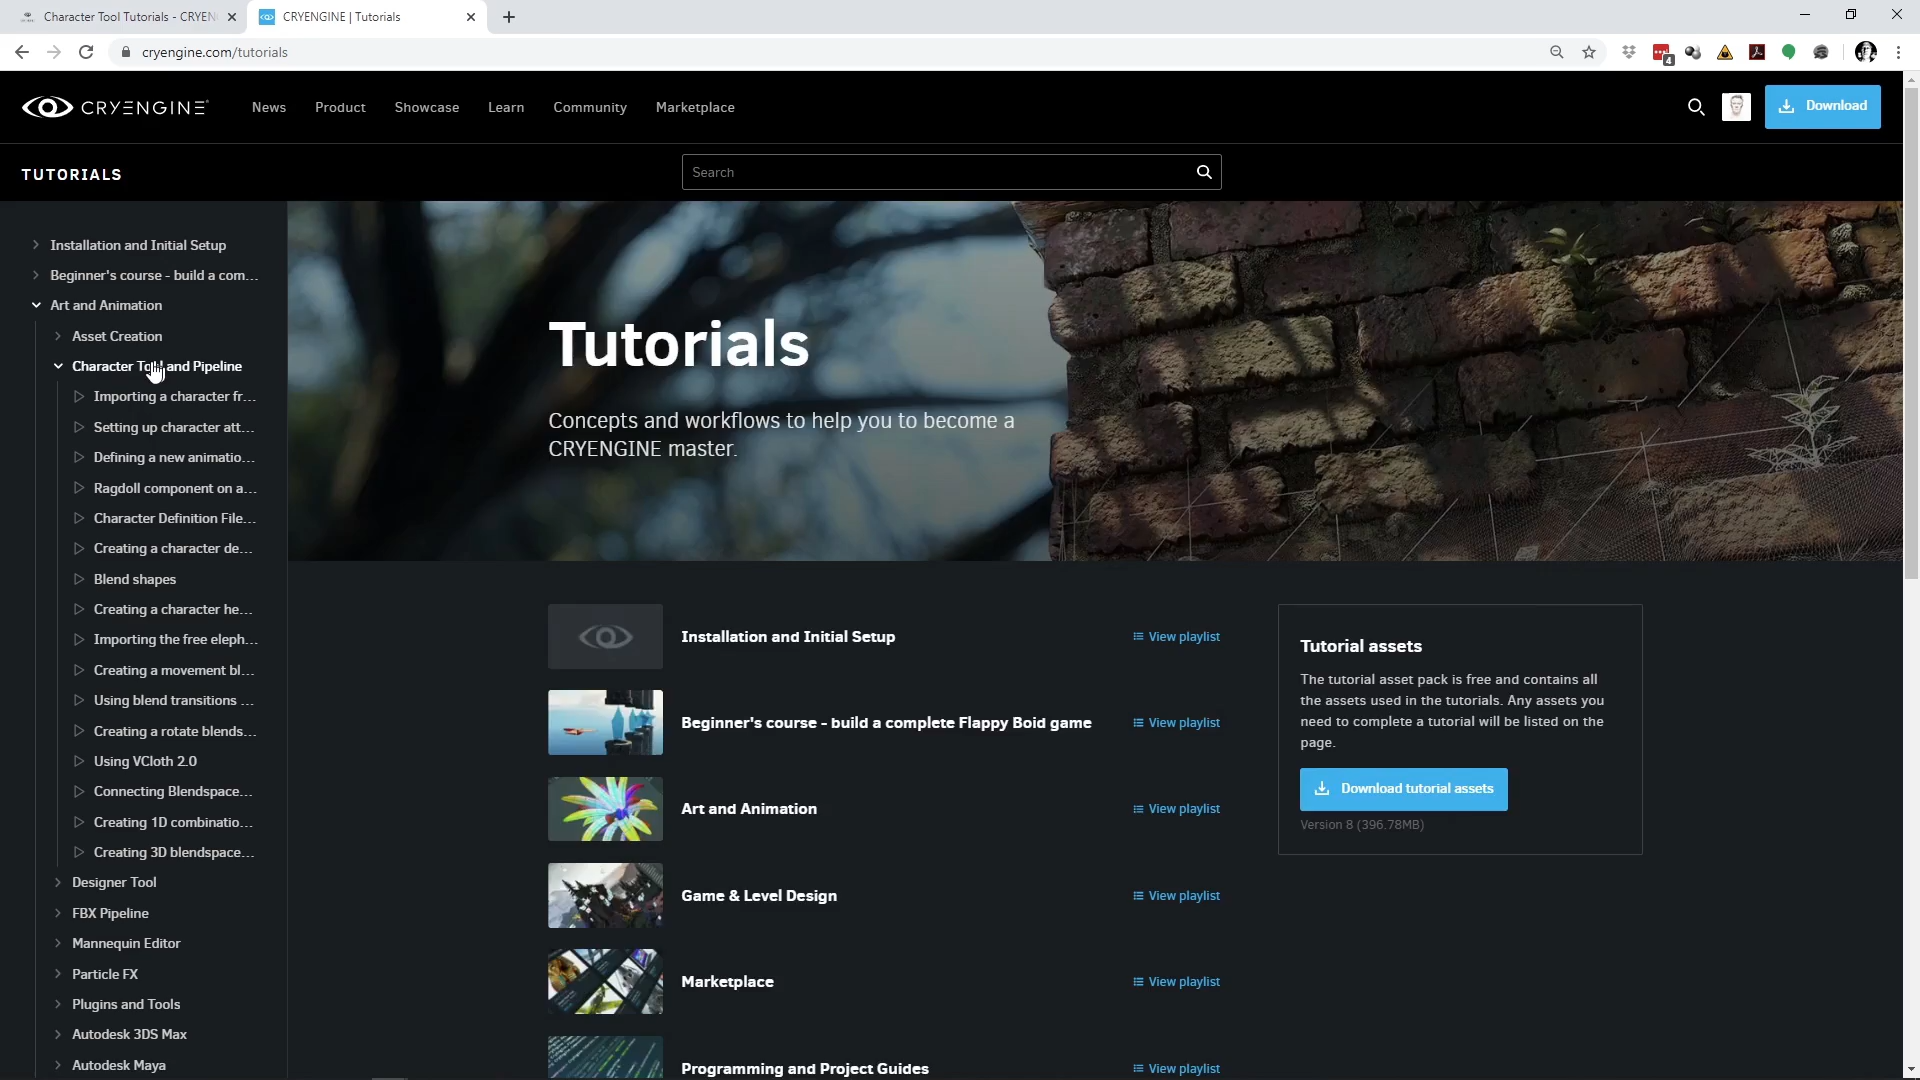 Character Tool Tutorials - CRYEN
CRYENGINE | Tutorials
cryengine.com/tutorials
4
CRYENGINE
News
Product
Showcase
Learn
Community
Marketplace
Download
TUTORIALS
Search
Installation and Initial Setup
Beginner's course - build a com...
Art and Animation
Asset Creation
Character Tool and Pipeline
Importing a character fr...
Setting up character att...
Defining a new animatio...
Ragdoll component on a...
Character Definition File...
Creating a character de...
Blend shapes
Creating a character he...
Importing the free eleph...
Creating a movement bl...
Using blend transitions ...
Creating a rotate blends...
Using VCloth 2.0
Connecting Blendspace...
Creating 1D combinatio...
Creating 3D blendspace...
Designer Tool
FBX Pipeline
Mannequin Editor
Particle FX
Plugins and Tools
Autodesk 3DS Max
Autodesk Maya
Tutorials
Concepts and workflows to help you to become a
CRYENGINE master.
Installation and Initial Setup
View playlist
Beginner's course - build a complete Flappy Boid game
View playlist
Art and Animation
View playlist
Game & Level Design
View playlist
Marketplace
View playlist
Programming and Project Guides
View playlist
Tutorial assets
The tutorial asset pack is free and contains all
the assets used in the tutorials. Any assets you
need to complete a tutorial will be listed on the
page.
Download tutorial assets
Version 8 (396.78MB)